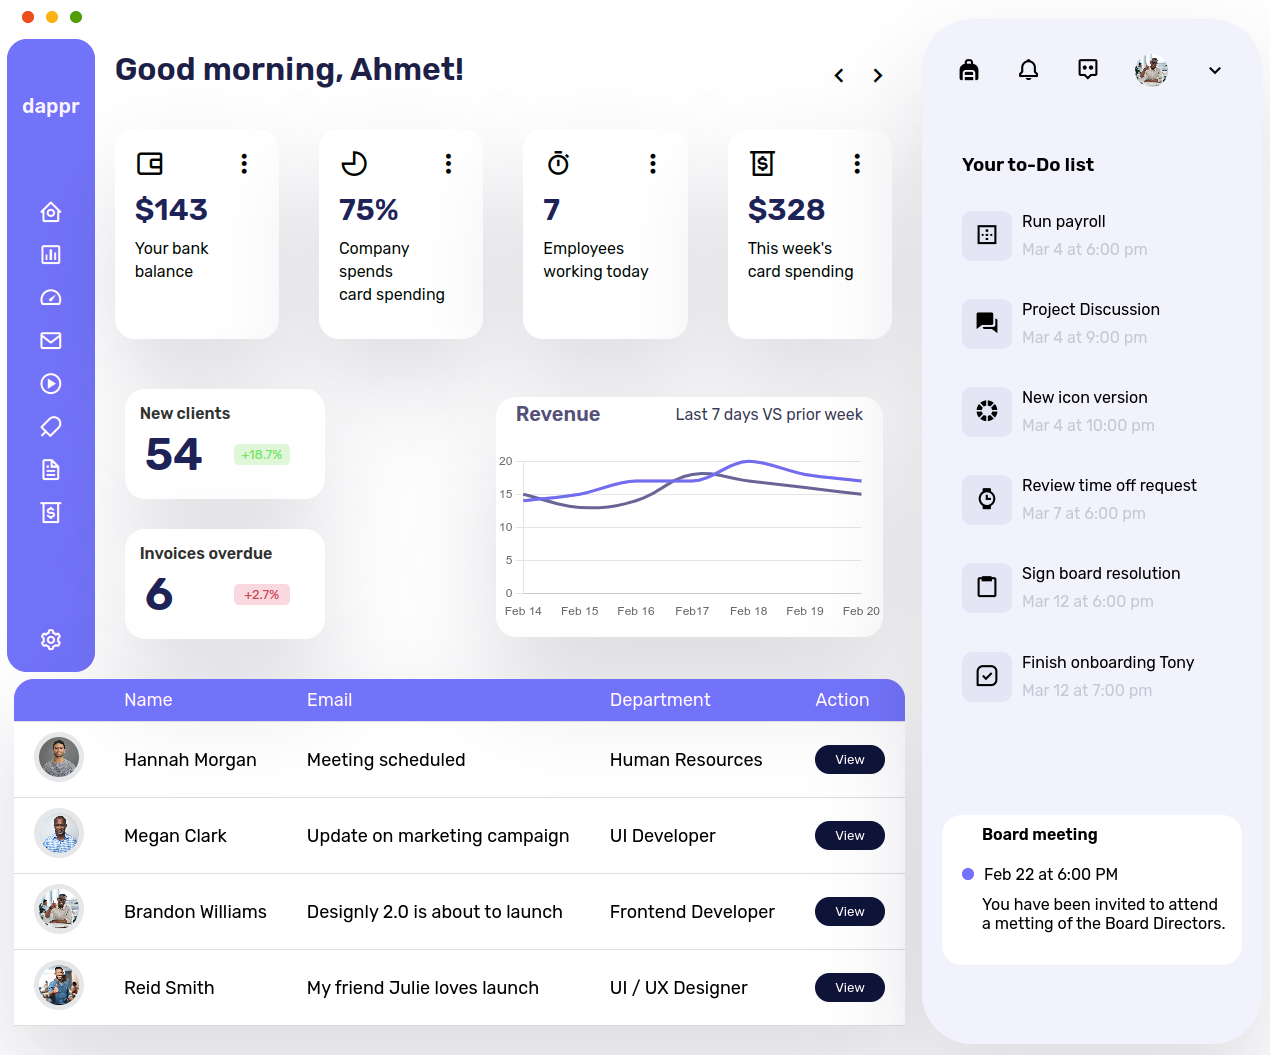 dappr
Good morning, Ahmet!
$143
Your bank
balance
75%
Company
spends
card spending
7
Employees
working today
$328
This week's
card spending
New clients
54
+18.7%
Invoices overdue
6
+2.7%
Revenue
Last 7 days VS prior week
20
15
10
5
0
Feb 14 Feb 15 Feb 16 Feb17 Feb 18 Feb 19 Feb 20
Name Email Department Action
Hannah Morgan Meeting scheduled Human Resources View
Megan Clark Update on marketing campaign UI Developer View
Brandon Williams Designly 2.0 is about to launch Frontend Developer View
Reid Smith My friend Julie loves launch UI / UX Designer View
Your to-Do list
Run payroll
Mar 4 at 6:00 pm
Project Discussion
Mar 4 at 9:00 pm
New icon version
Mar 4 at 10:00 pm
Review time off request
Mar 7 at 6:00 pm
Sign board resolution
Mar 12 at 6:00 pm
Finish onboarding Tony
Mar 12 at 7:00 pm
Board meeting
Feb 22 at 6:00 PM
You have been invited to attend
a metting of the Board Directors.